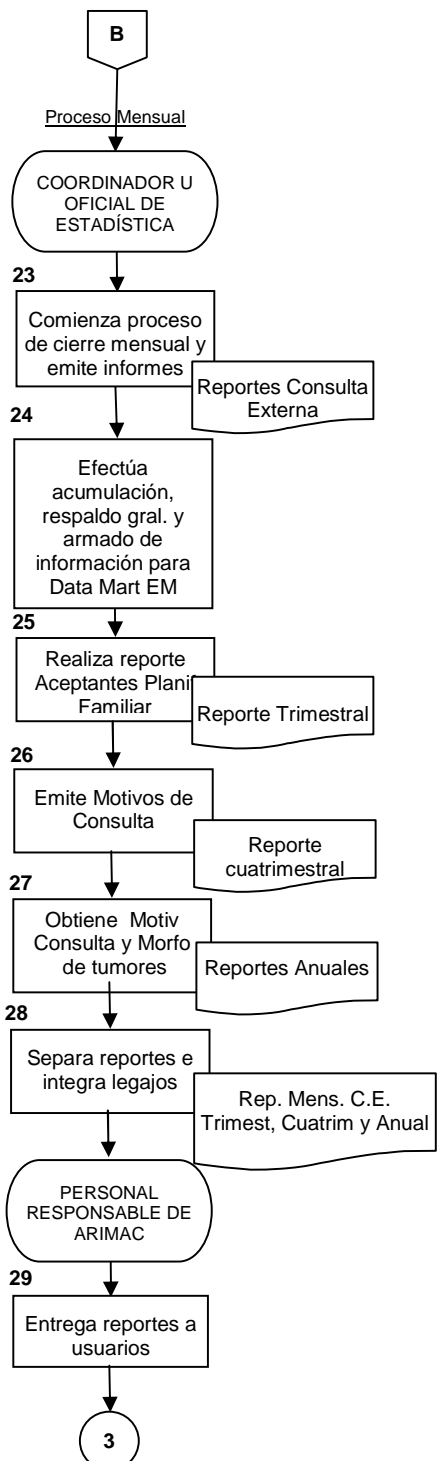 B
Proceso Mensual
COORDINADOR U
OFICIAL DE
ESTADÍSTICA
23
Comienza proceso
de cierre mensual y
emite informes
Reportes Consulta
Externa
24
Efectúa
acumulación,
respaldo gral. y
armado de
información para
Data Mart EM
25
Realiza reporte
Aceptantes Planif
Familiar
Reporte Trimestral
26
Emite Motivos de
Consulta
Reporte
cuatrimestral
27
Obtiene Motiv
Consulta y Morfo
de tumores
Reportes Anuales
28
Separa reportes e
integra legajos
Rep. Mens. C.E.
Trimest, Cuatrim y Anual
PERSONAL
RESPONSABLE DE
ARIMAC
29
Entrega reportes a
usuarios
3